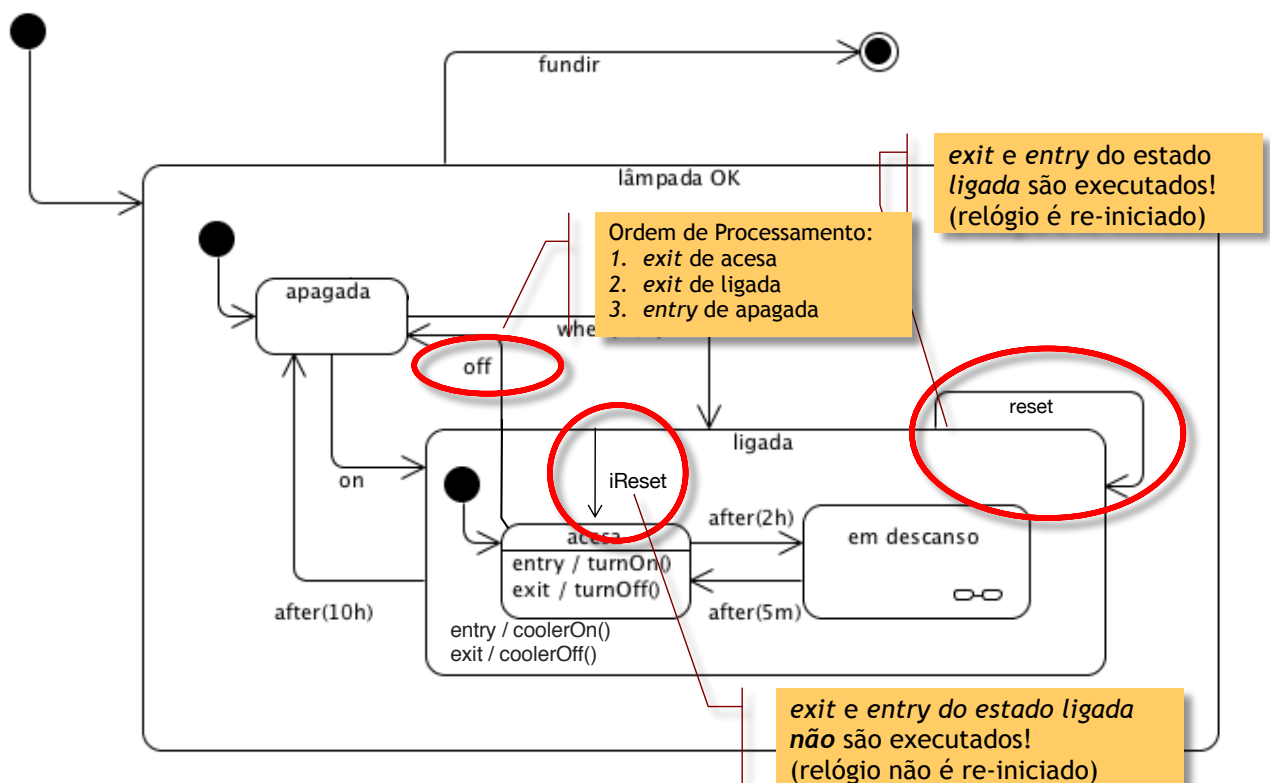 fundir
lâmpada OK
exit e entry do estado
ligada são executados!
(relógio é re-iniciado)
Ordem de Processamento:
1. exit de acesa
2. exit de ligada
3. entry de apagada
apagada
off
reset
ligada
on
iReset
acesa
entry / turnOn()
exit / turnOff()
after(2h)
em descanso
after(5m)
after(10h)
entry / coolerOn()
exit / coolerOff()
exit e entry do estado ligada
não são executados!
(relógio não é re-iniciado)